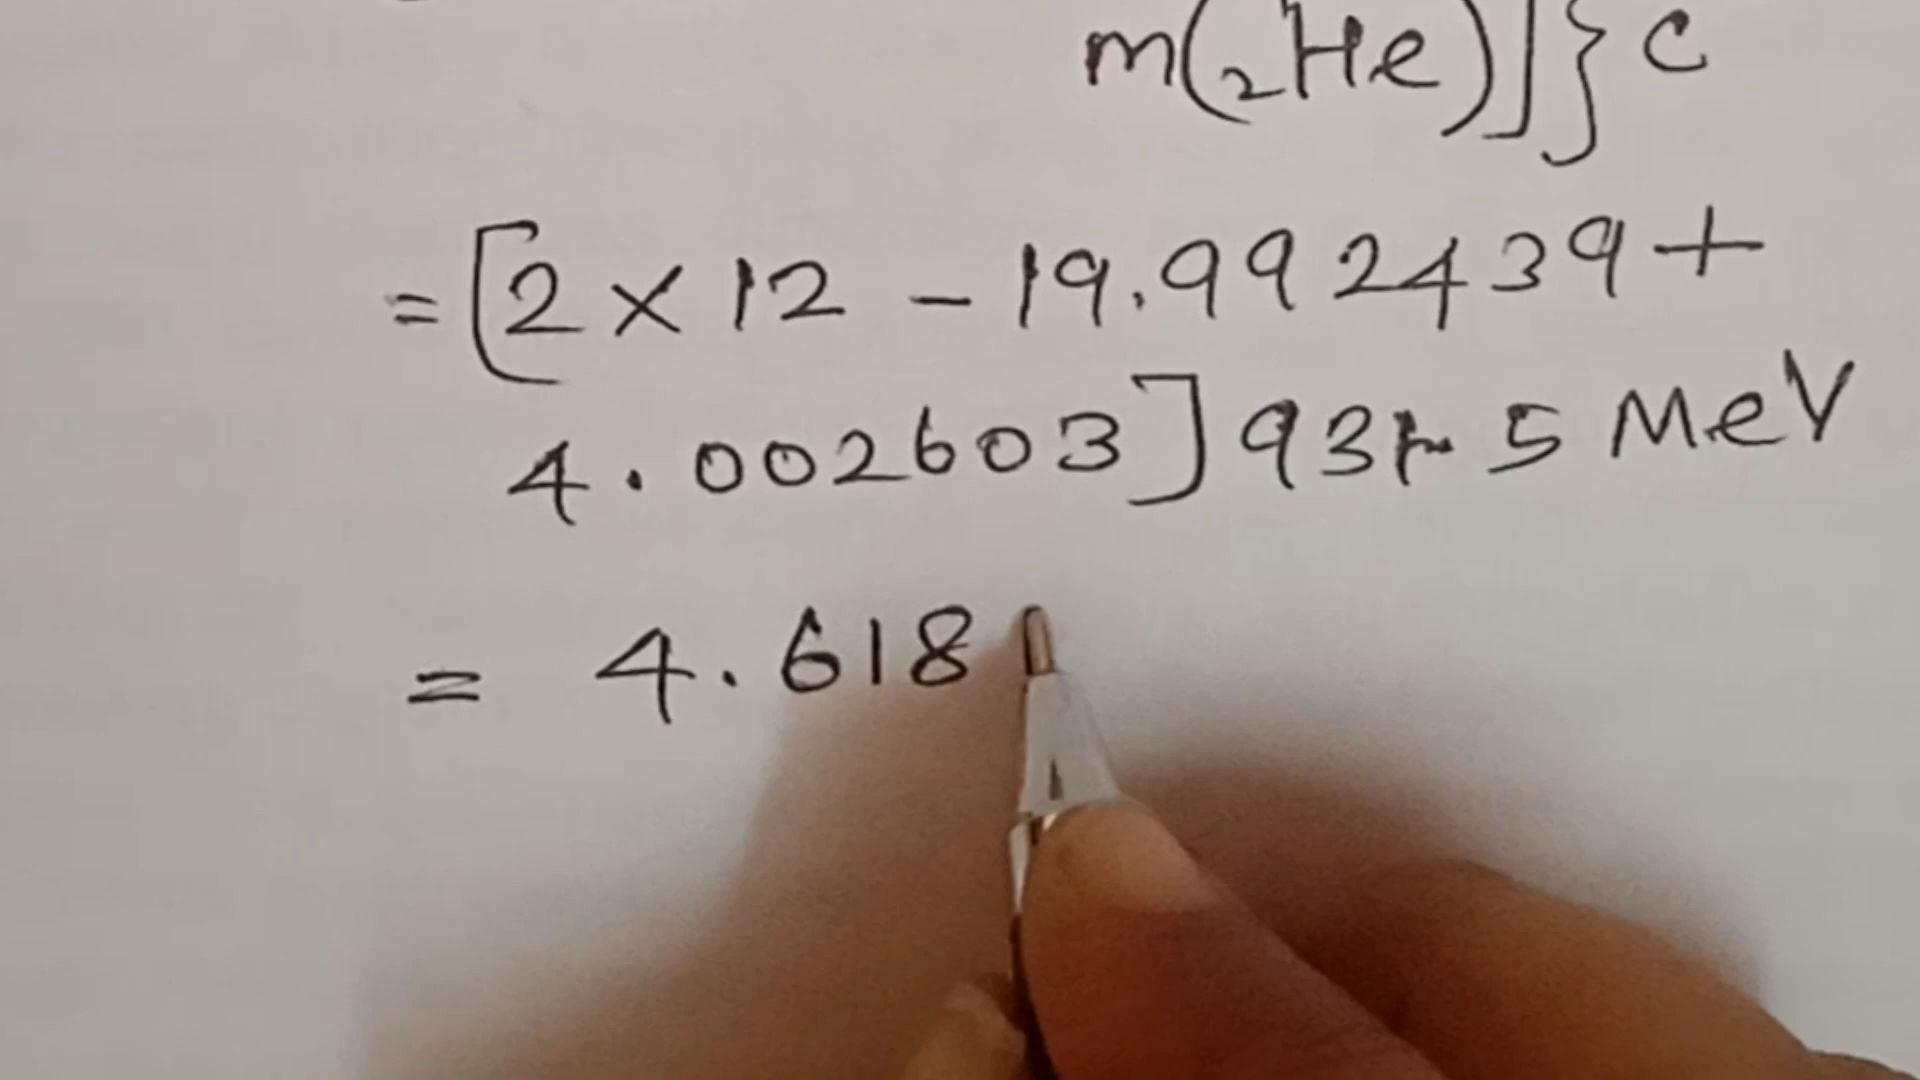 m(₂He)]}c
=[2×12-19.992439+
4.002603]931.5 MeV
= 4.618